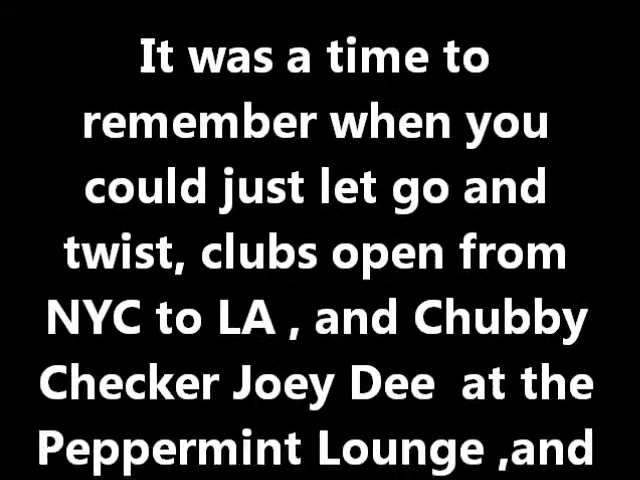 It was a time to
remember when you
could just let go and
twist, clubs open from
NYC to LA , and Chubby
Checker Joey Dee  at the
Peppermint Lounge ,and